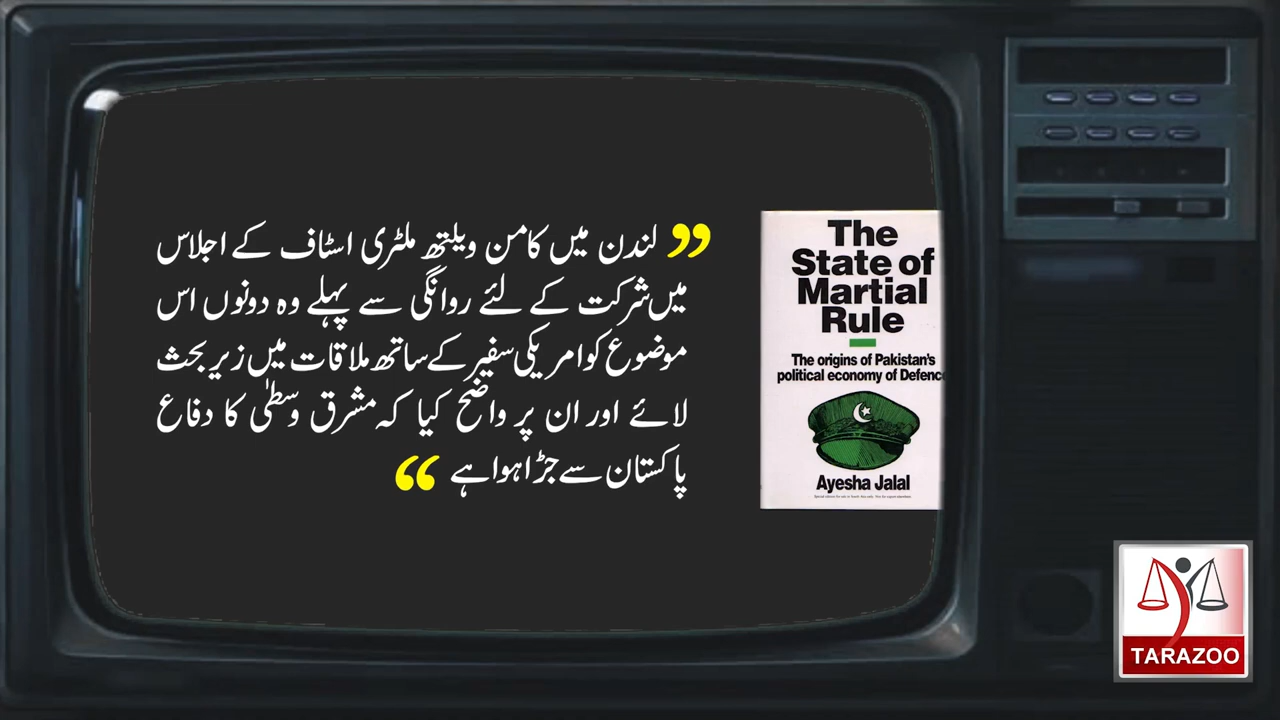 ”لندن میں کامن ویلتھ ملٹری اسٹاف کے اجلاس
میں شرکت کے لئے روانگی سے پہلے وہ دونوں اس
موضوع کو امریکی سفیر کے ساتھ ملاقات میں زیر بحث
لائے اور ان پر واضح کیا کہ مشرق وسطٰی کا دفاع
پاکستان سے جڑا ہوا ہے“
The
State of
Martial
Rule
The origins of Pakistan's
political economy of Defence
Ayesha Jalal
TARAZOO